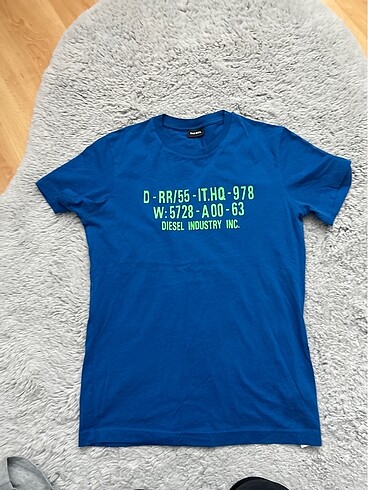 D-RR/55-IT.HQ-978
W:5728-A00-63
DIESEL INDUSTRY INC.